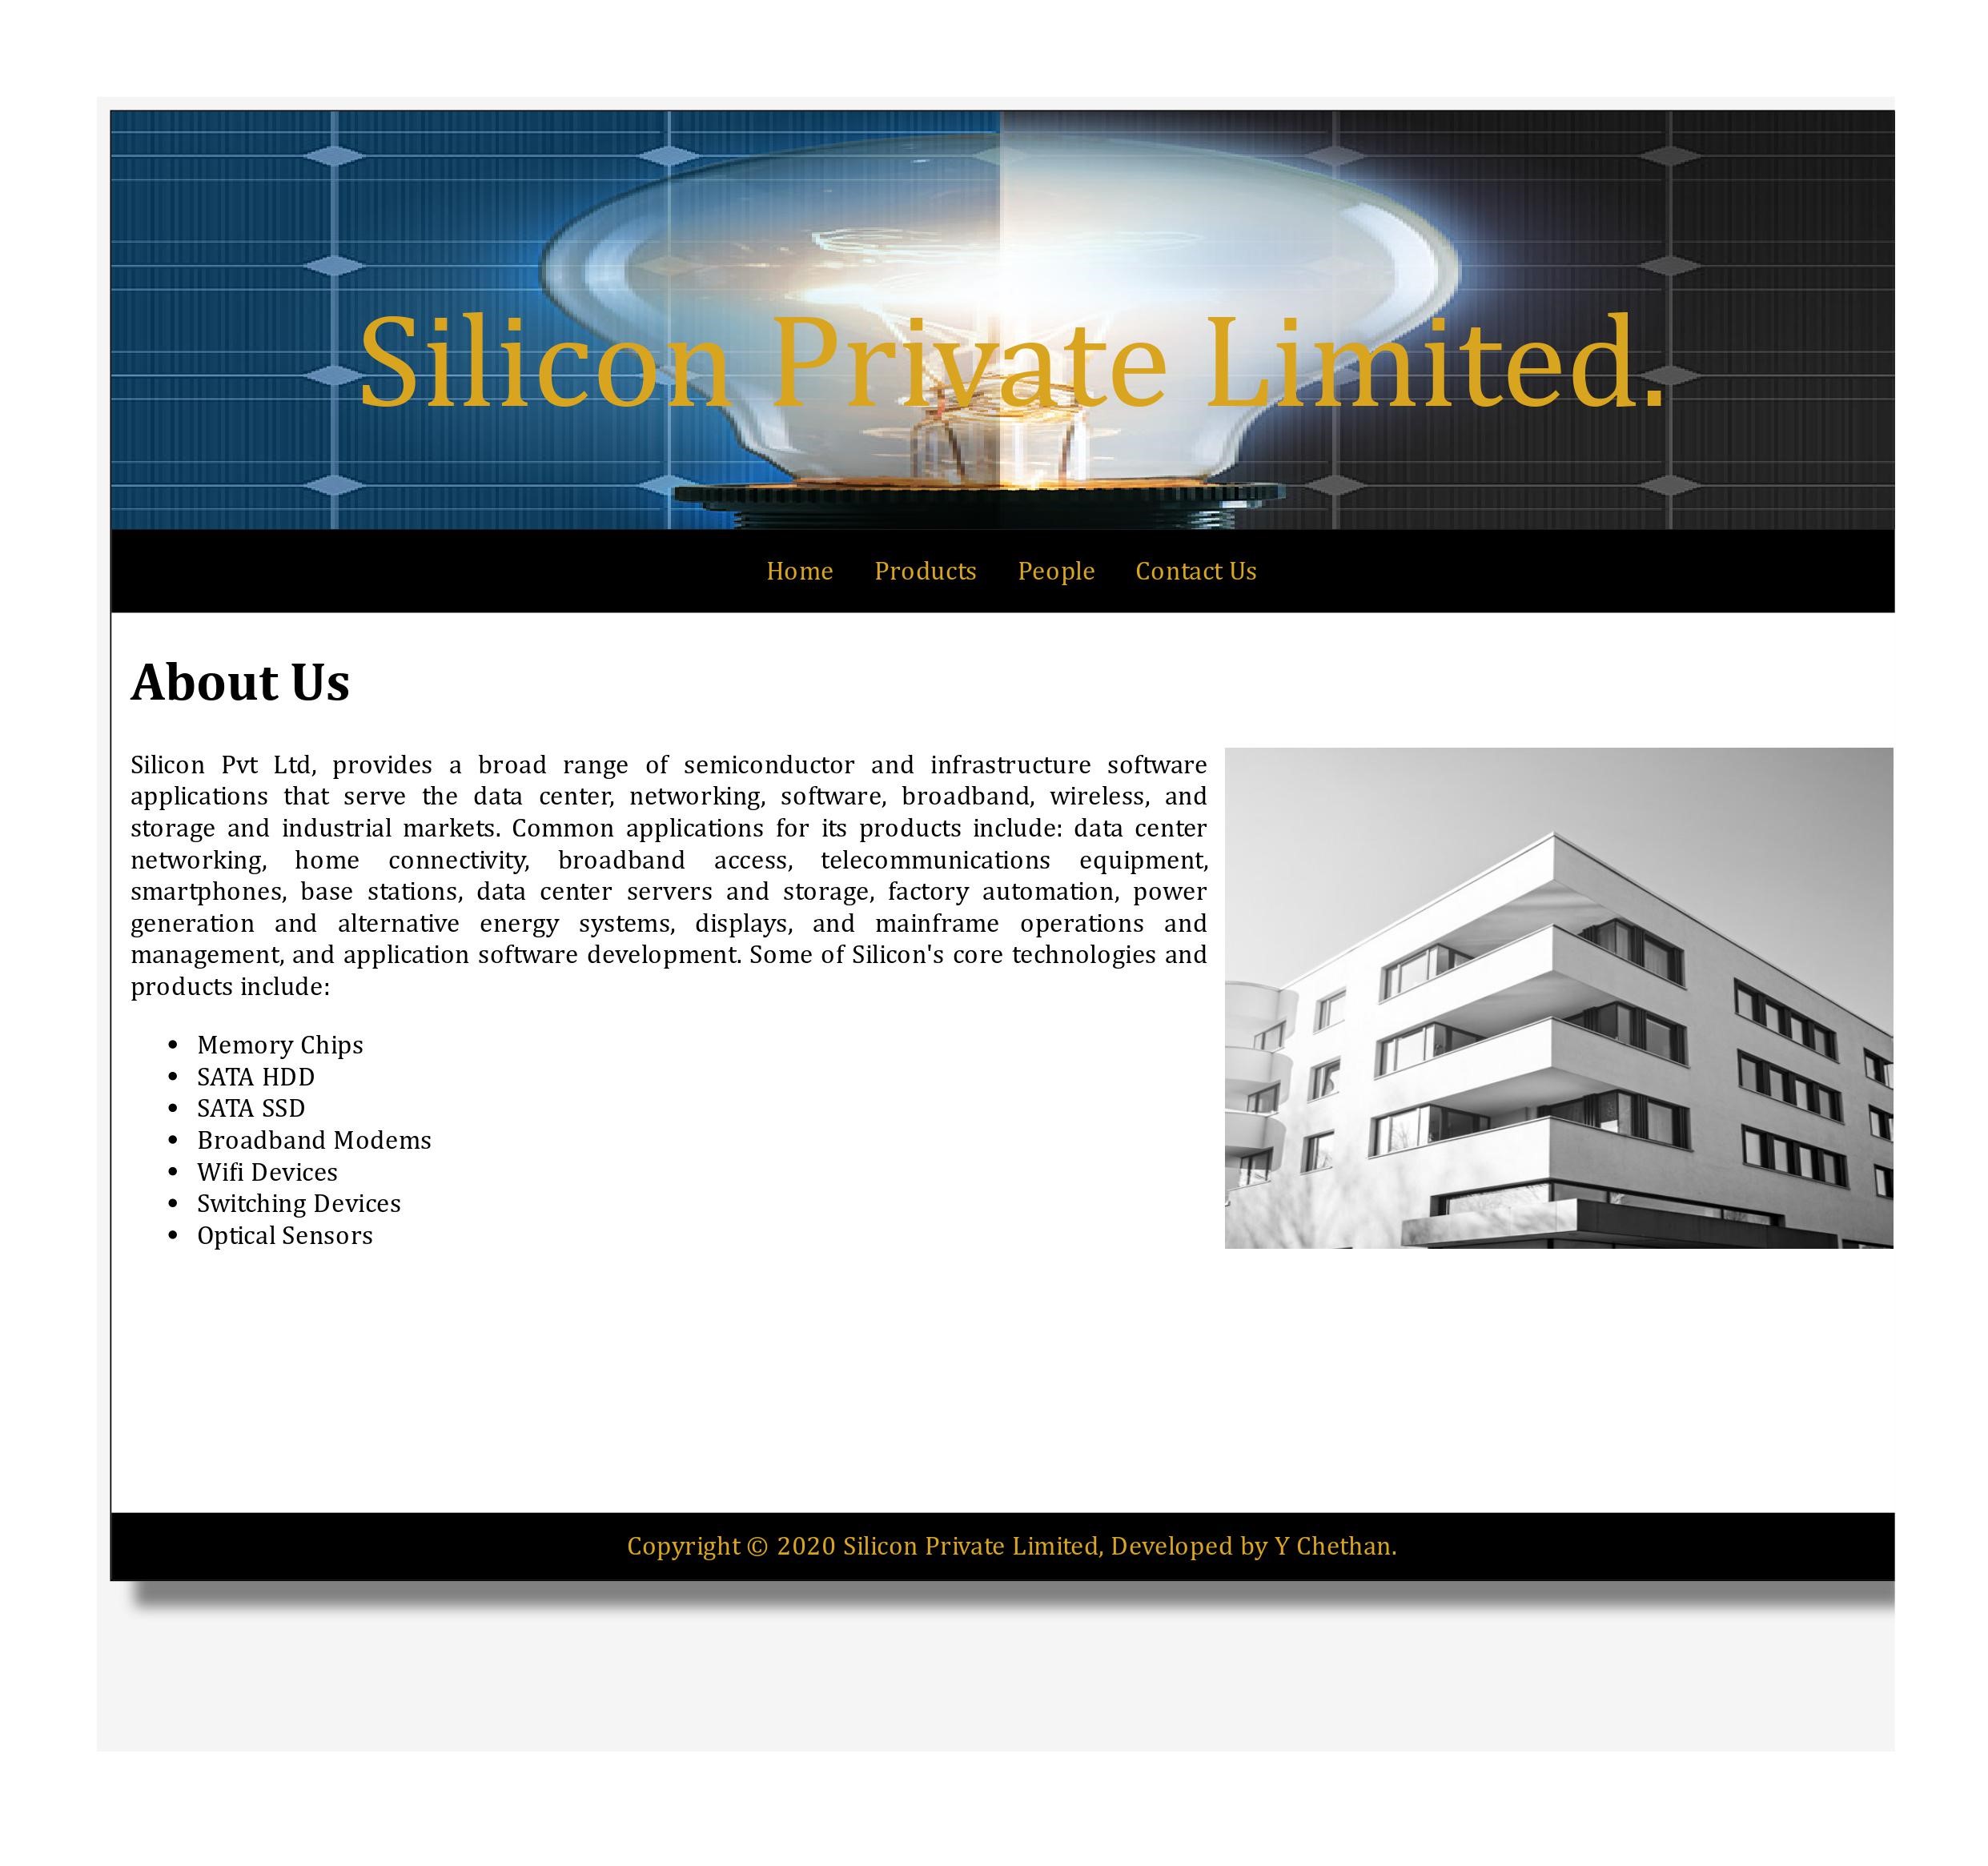 Silicon Private Limited.
Home Products People Contact Us
About Us
Silicon Pvt Ltd, provides a broad range of semiconductor and infrastructure software
applications that serve the data center, networking, software, broadband, wireless, and
storage and industrial markets. Common applications for its products include: data center
networking, home connectivity, broadband access, telecommunications equipment,
smartphones, base stations, data center servers and storage, factory automation, power
generation and alternative energy systems, displays, and mainframe operations and
management, and application software development. Some of Silicon's core technologies and
products include:
• Memory Chips
• SATA HDD
• SATA SSD
• Broadband Modems
• Wifi Devices
• Switching Devices
• Optical Sensors
Copyright © 2020 Silicon Private Limited, Developed by Y Chethan.